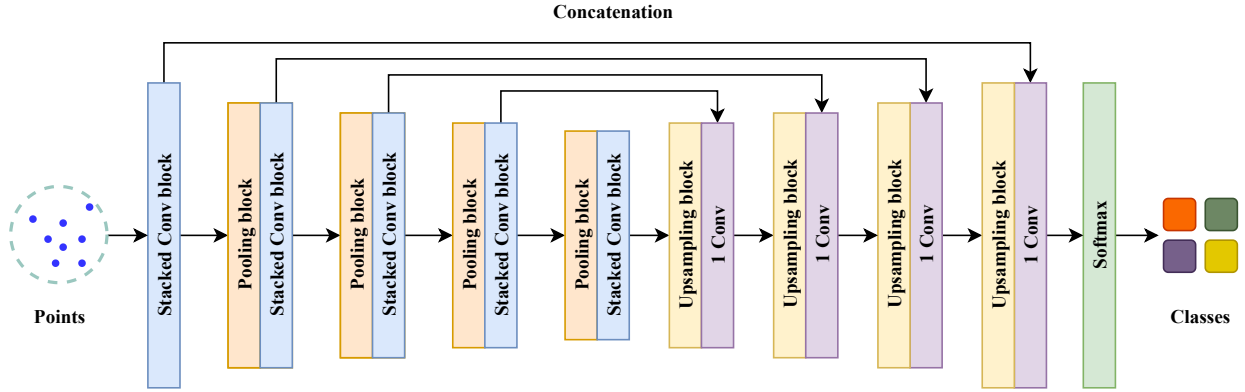 Concatenation
Points
Stacked Conv block
Pooling block
Stacked Conv block
Pooling block
Stacked Conv block
Pooling block
Stacked Conv block
Pooling block
Stacked Conv block
Upsampling block
1 Conv
Upsampling block
1 Conv
Upsampling block
1 Conv
Upsampling block
1 Conv
Softmax
Classes